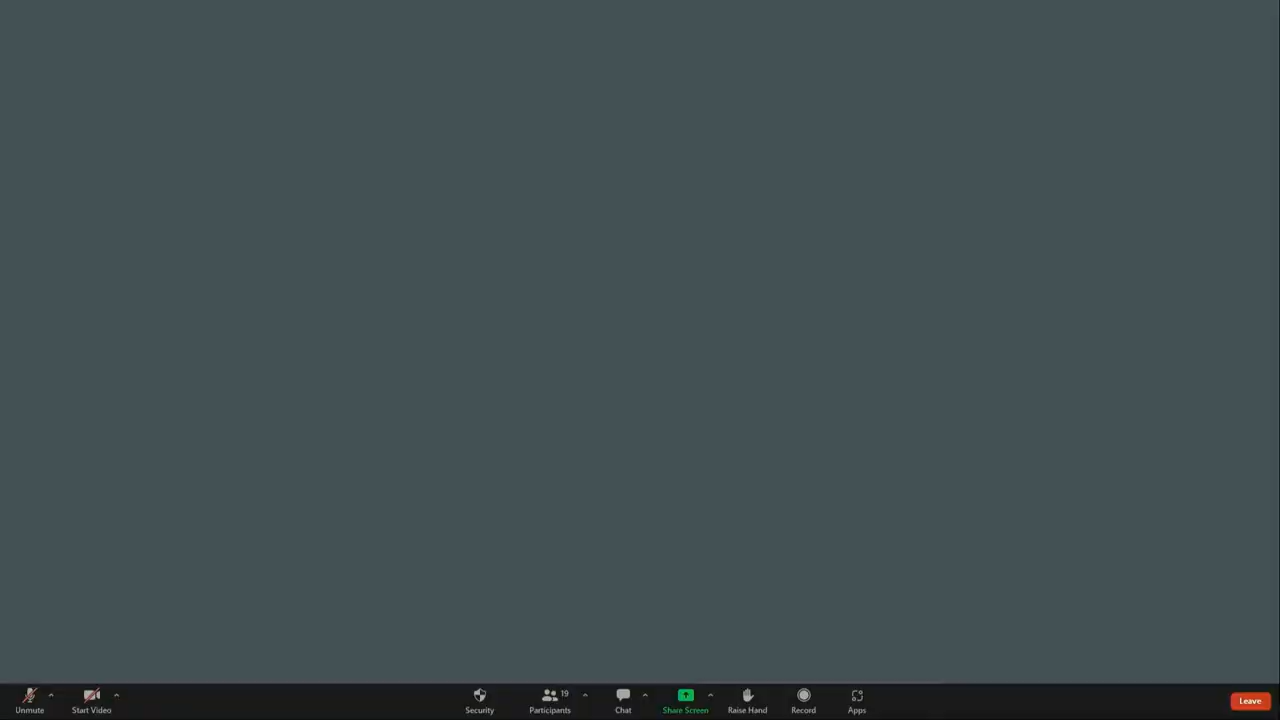 19
Unmute
Start Video
Security
Participants
Chat
Share Screen
Raise Hand
Record
Apps
Leave